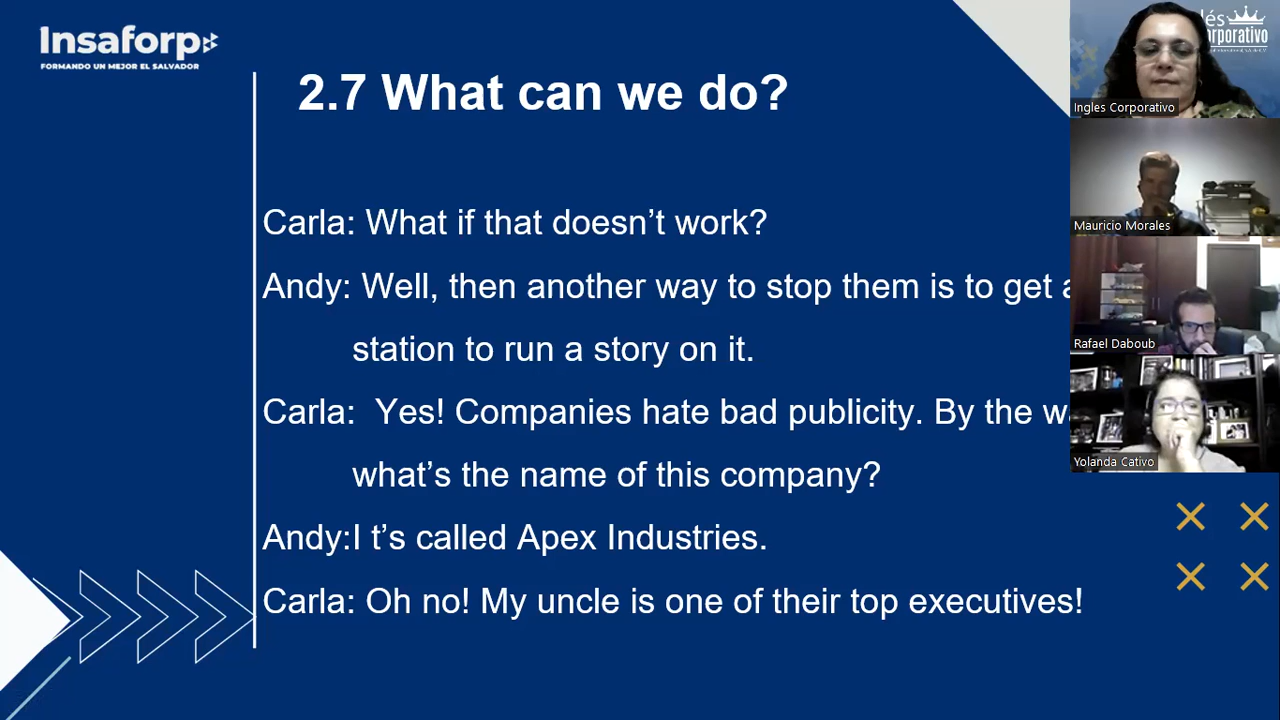 Insaforp
FORMANDO UN MEJOR EL SALVADOR
2.7 What can we do?
Carla: What if that doesn’t work?
Andy: Well, then another way to stop them is to get
station to run a story on it.
Carla: Yes! Companies hate bad publicity. By the
what’s the name of this company?
Andy:I t’s called Apex Industries.
Carla: Oh no! My uncle is one of their top executives!
Corporativo
Ingles Corporativo
Mauricio Morales
Rafael Daboub
Yolanda Cativo